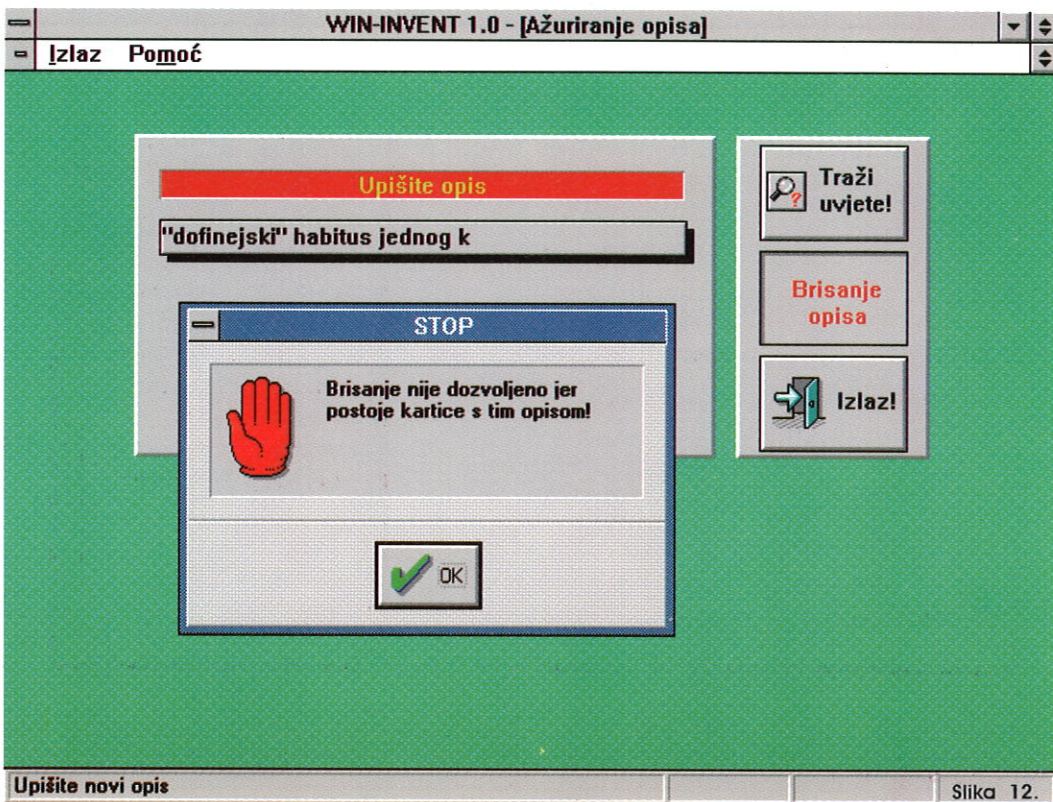 WIN-INVENT 1.0 - [Ažuriranje opisa]
Izlaz Pomoć
Upišite opis
"dofinejski" habitus jednog k
Traži
uvjete!
Brisanje
opisa
Izlaz!
STOP
Brisanje nije dozvoljeno jer
postoje kartice s tim opisom!
OK
Upišite novi opis
Slika 12.